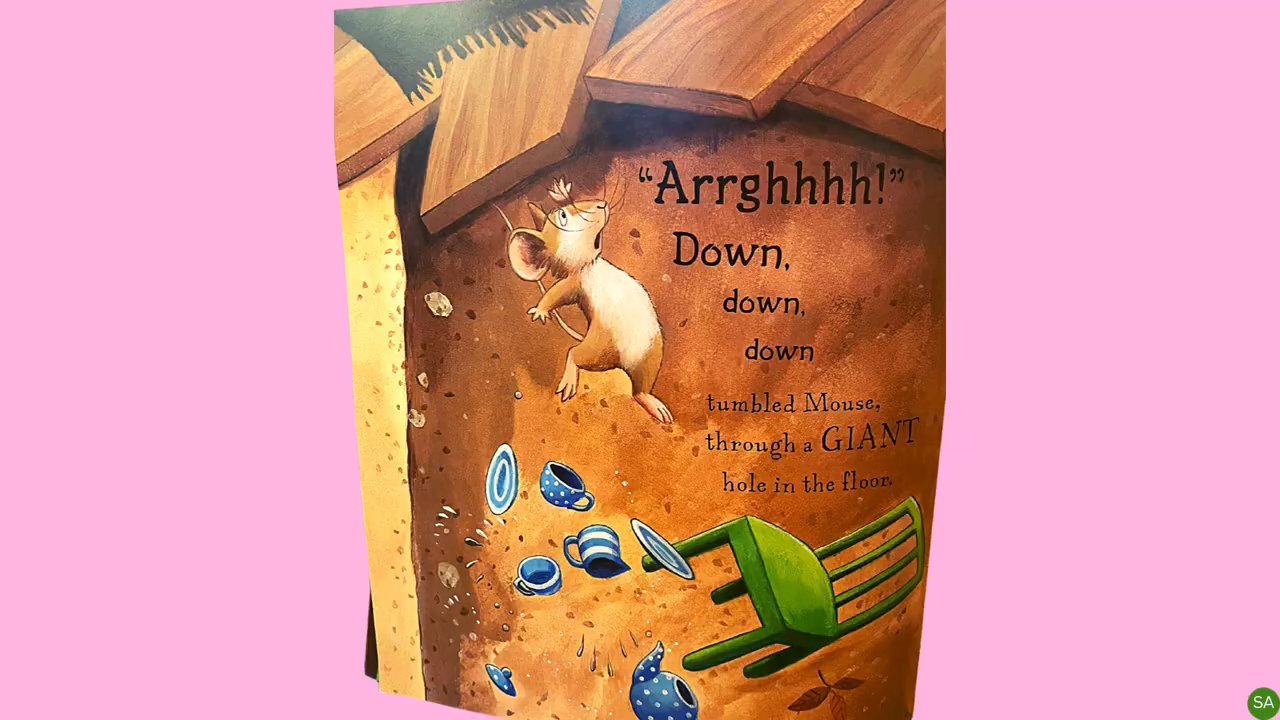 “Arrghhhh!”
Down,
down,
down
tumbled Mouse,
through a GIANT
hole in the floor.
SA